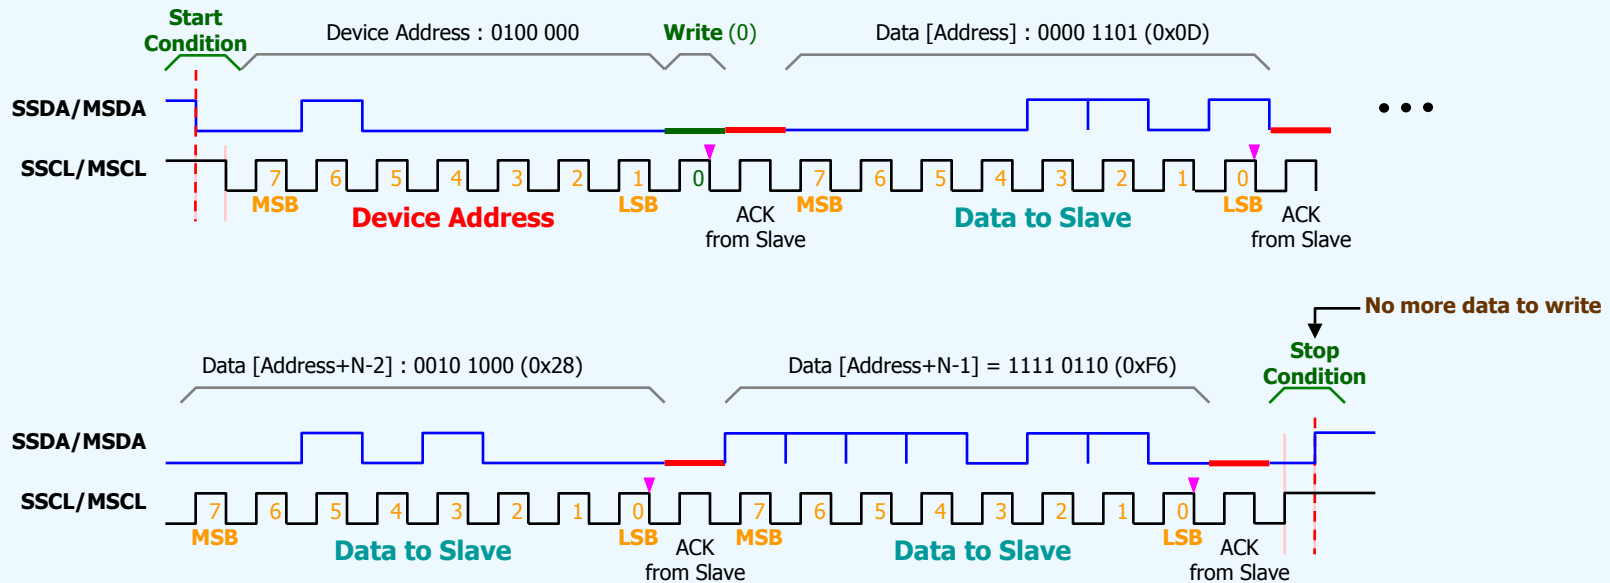 Start
Condition
Device Address : 0100 000
Write (0)
Data [Address] : 0000 1101 (0x0D)
SSDA/MSDA
SSCL/MSCL
7 6 5 4 3 2 1 0 7 6 5 4 3 2 1 0
MSB
Device Address
LSB
ACK
from Slave
MSB
Data to Slave
LSB
ACK
from Slave
No more data to write
Data [Address+N-2] : 0010 1000 (0x28)
Data [Address+N-1] = 1111 0110 (0xF6)
Stop
Condition
SSDA/MSDA
SSCL/MSCL
7 6 5 4 3 2 1 0 7 6 5 4 3 2 1 0
MSB
Data to Slave
LSB
ACK
from Slave
MSB
Data to Slave
LSB
ACK
from Slave